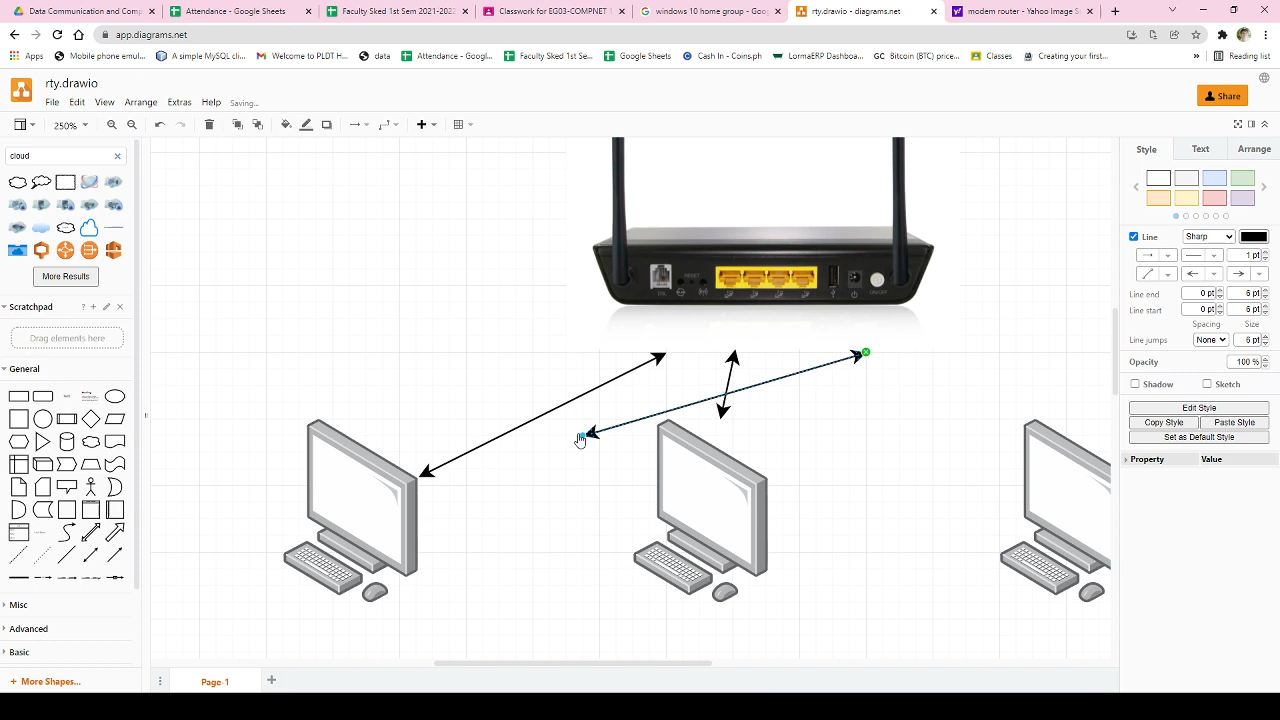 Data Communication and Comp
Attendance - Google Sheets
Faculty Sked 1st Sem 2021-2022
Classwork for EG03-COMPNET 1
windows 10 home group - Goog
rty.drawio - diagrams.net
modem router - Yahoo Image S
app.diagrams.net
Apps
Mobile phone emul...
A simple MySQL cli...
Welcome to PLDT H...
data
Attendance - Googl...
Faculty Sked 1st Se...
Google Sheets
Cash In - Coins.ph
LormaERP Dashboa...
GC Bitcoin (BTC) price...
Classes
Creating your first...
»
Reading list
rty.drawio
File Edit View Arrange Extras Help Saving...
Share
250%
cloud
More Results
Scratchpad
Drag elements here
General
Misc
Advanced
Basic
+ More Shapes...
RESET
DSL
ON/OFF
Page-1
Style Text Arrange
Line Sharp
1 pt
Line end 0 pt 6 pt
Line start 0 pt 6 pt
Spacing Size
Line jumps None 6 pt
Opacity 100 %
Shadow Sketch
Edit Style
Copy Style Paste Style
Set as Default Style
Property Value